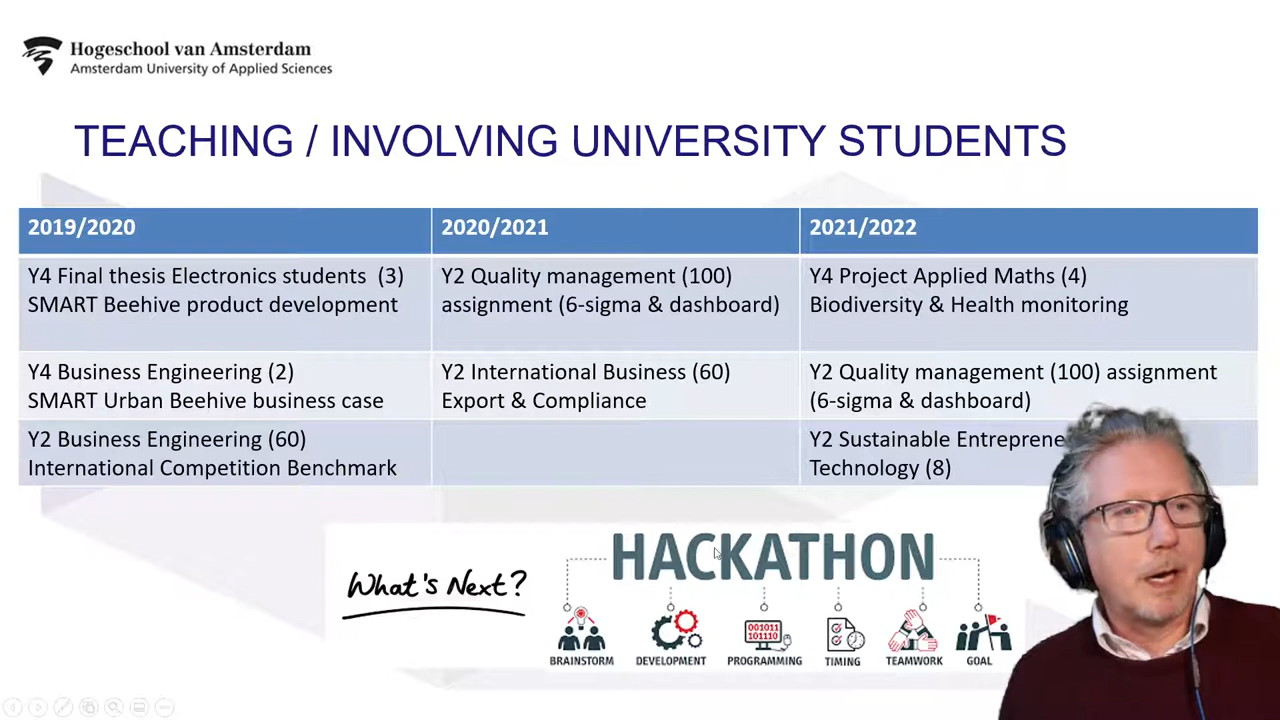 Hogeschool van Amsterdam
Amsterdam University of Applied Sciences
TEACHING / INVOLVING UNIVERSITY STUDENTS
2019/2020
2020/2021
2021/2022
Y4 Final thesis Electronics students (3)
SMART Beehive product development
Y2 Quality management (100)
assignment (6-sigma & dashboard)
Y4 Project Applied Maths (4)
Biodiversity & Health monitoring
Y4 Business Engineering (2)
SMART Urban Beehive business case
Y2 International Business (60)
Export & Compliance
Y2 Quality management (100) assignment
(6-sigma & dashboard)
Y2 Business Engineering (60)
International Competition Benchmark
Y2 Sustainable Entreprene
Technology (8)
What's Next?
HACKATHON
001011
101110
BRAINSTORM
DEVELOPMENT
PROGRAMMING
TIMING
TEAMWORK
GOAL